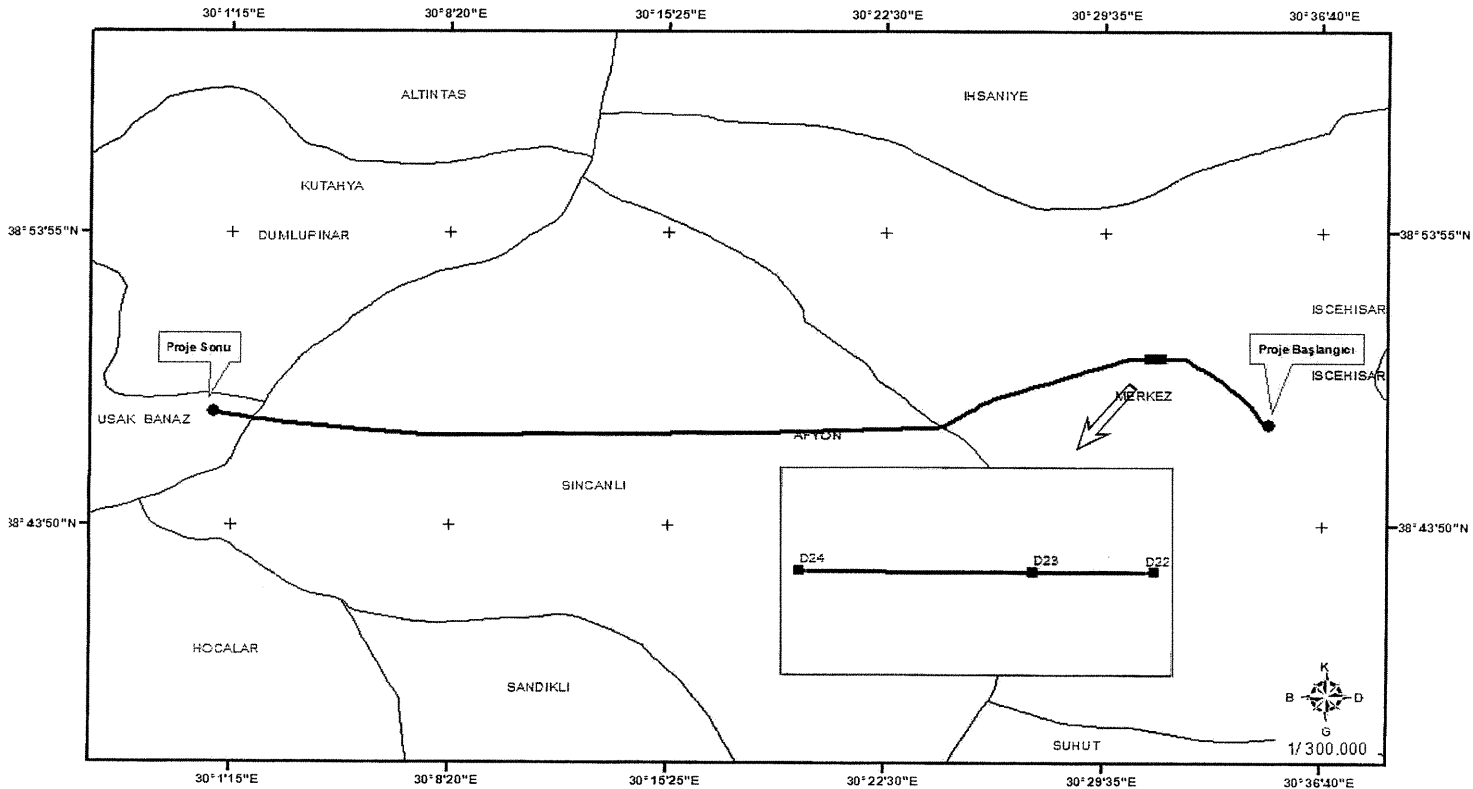 30°1'15"E 30°8'20"E 30°15'25"E 30°22'30"E 30°29'35"E 30°36'40"E
ALTINTAS
IHSANIYE
KUTAHYA
38°53'55"N DUMLUPINAR 38°53'55"N
ISCEHISAR
Proje Sonu
Proje Başlangıcı
ISCEHISAR
MERKEZ
USAK BANAZ
AFYON
SINCANLI
38°43'50"N 38°43'50"N
D24 D23 D22
HOCALAR
SANDIKLI
K
B D
G
SUHUT
1/300.000
30°1'15"E 30°8'20"E 30°15'25"E 30°22'30"E 30°29'35"E 30°36'40"E